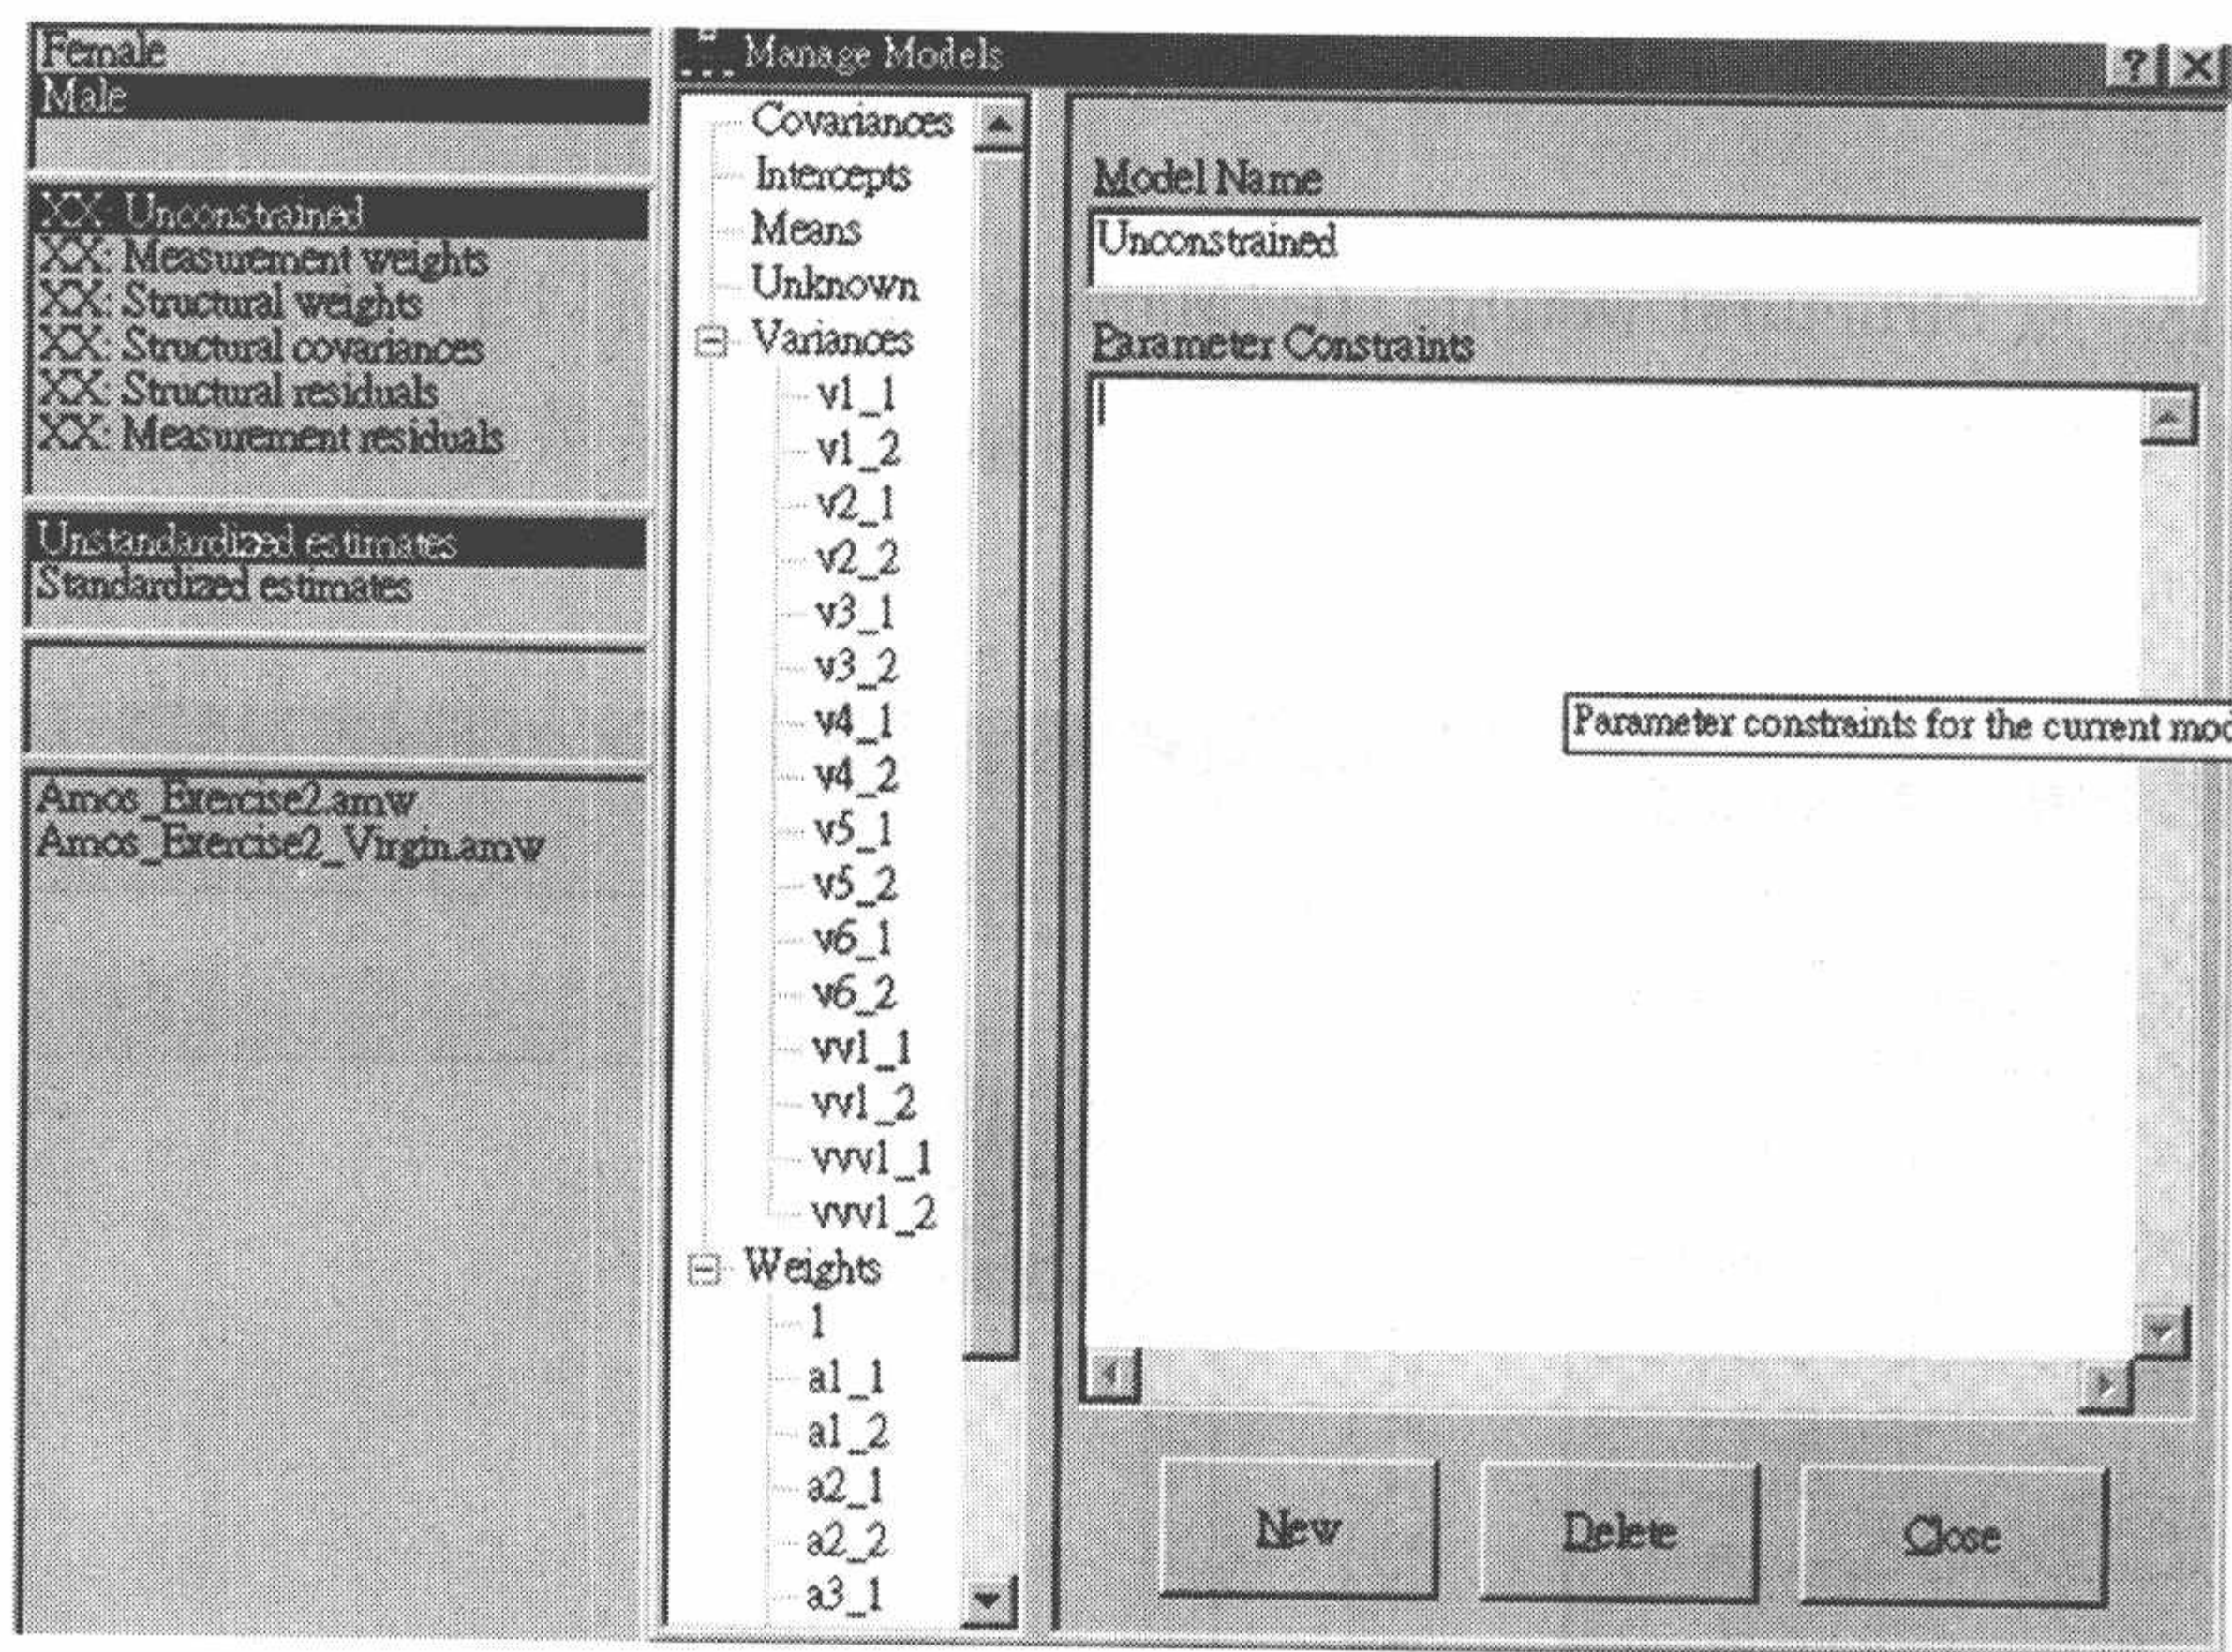 Female
Male
XX: Unconstrained
XX: Measurement weights
XX: Structural weights
XX: Structural covariances
XX: Structural residuals
XX: Measurement residuals
Unstandardized estimates
Standardized estimates
Amos_Exercise2.amw
Amos_Exercise2_Virgin.amw
Manage Models
Covariances
Intercepts
Means
Unknown
Variances
v1_1
v1_2
v2_1
v2_2
v3_1
v3_2
v4_1
v4_2
v5_1
v5_2
v6_1
v6_2
vv1_1
vv1_2
vvv1_1
vvv1_2
Weights
1
a1_1
a1_2
a2_1
a2_2
a3_1
Model Name
Unconstrained
Parameter Constraints
Parameter constraints for the current mod
New
Delete
Close